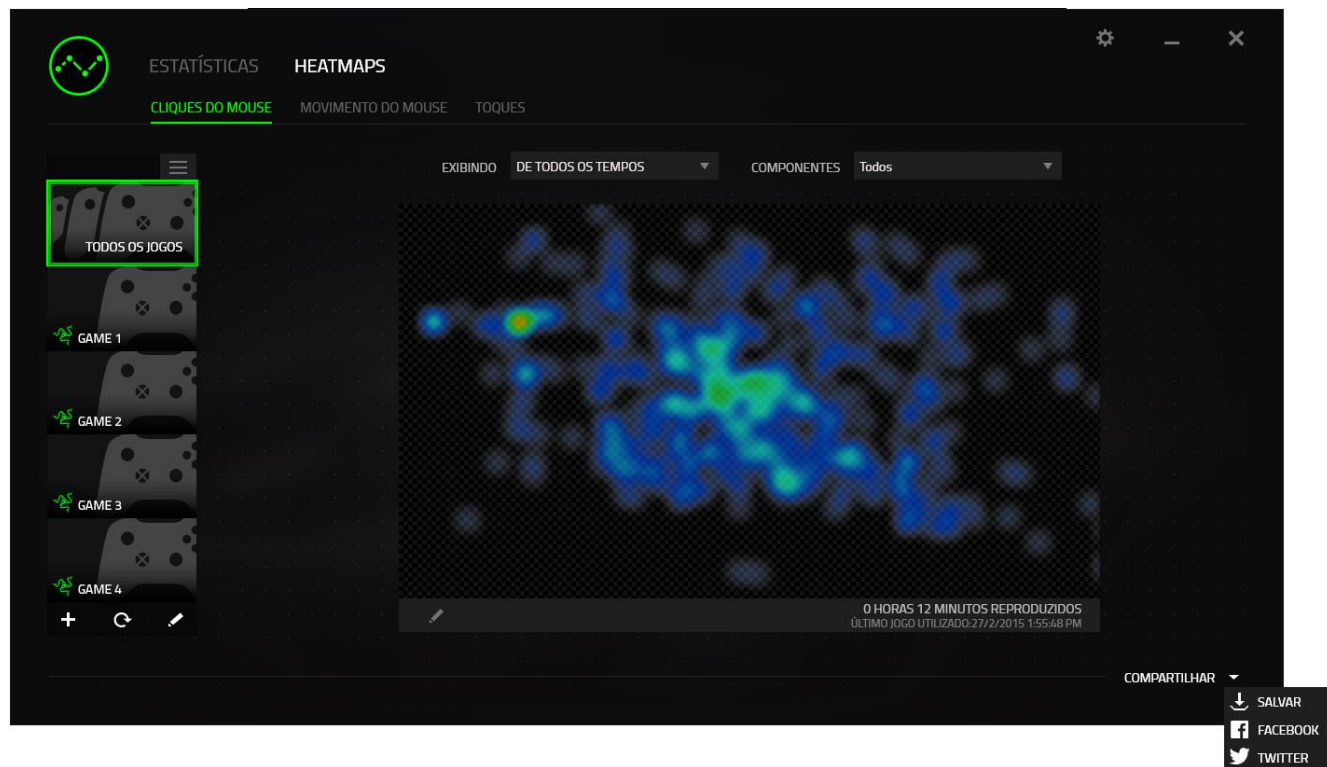 ESTATÍSTICAS HEATMAPS
CLIQUES DO MOUSE MOVIMENTO DO MOUSE TOQUES
EXIBINDO DE TODOS OS TEMPOS COMPONENTES Todos
TODOS OS JOGOS
GAME 1
GAME 2
GAME 3
GAME 4
0 HORAS 12 MINUTOS REPRODUZIDOS
ÚLTIMO JOGO UTILIZADO:27/2/2015 1:55:48 PM
COMPARTILHAR
SALVAR
FACEBOOK
TWITTER